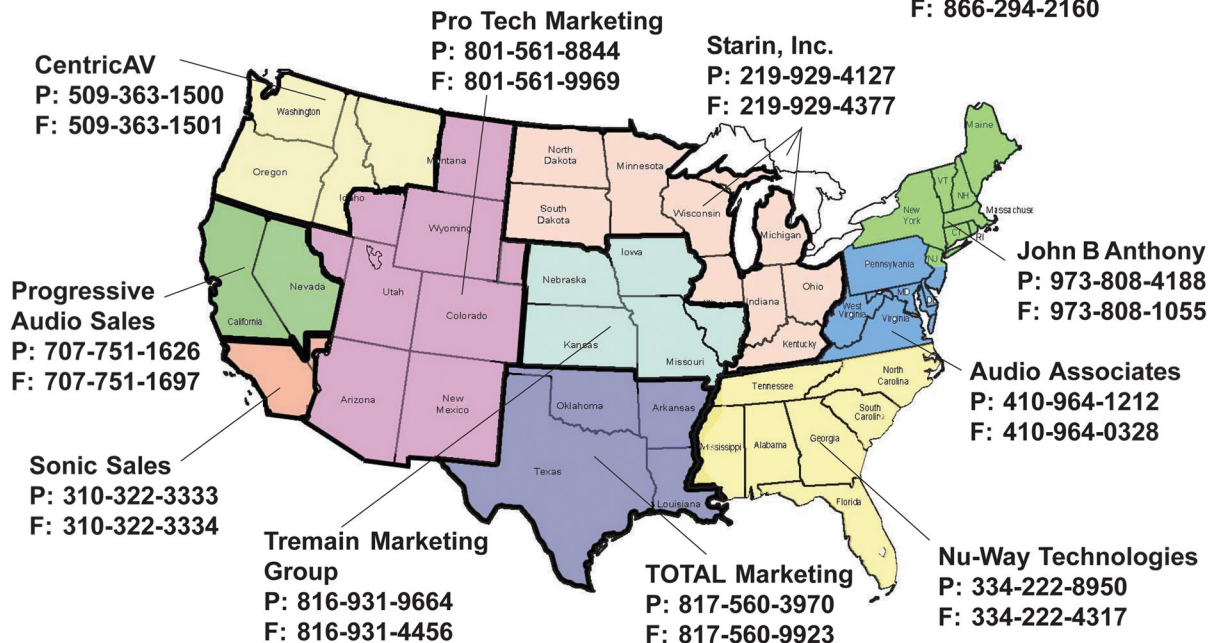 F: 866-294-2160
Pro Tech Marketing
P: 801-561-8844
F: 801-561-9969
Starin, Inc.
P: 219-929-4127
F: 219-929-4377
CentricAV
P: 509-363-1500
F: 509-363-1501
Washington
Oregon
Idaho
Montana
Wyoming
North
Dakota
South
Dakota
Minnesota
Wisconsin
Michigan
Iowa
Nebraska
Kansas
Missouri
Indiana
Ohio
Kentucky
Maine
VT
NH
New
York
Massachuse
CT
RI
NJ
Pennsylvania
MD
West
Virginia
Virginia
California
Nevada
Utah
Colorado
Arizona
New
Mexico
Oklahoma
Texas
Arkansas
Louisiana
Tennessee
North
Carolina
South
Carolina
Mississippi
Alabama
Georgia
Florida
John B Anthony
P: 973-808-4188
F: 973-808-1055
Progressive
Audio Sales
P: 707-751-1626
F: 707-751-1697
Audio Associates
P: 410-964-1212
F: 410-964-0328
Sonic Sales
P: 310-322-3333
F: 310-322-3334
Tremain Marketing
Group
P: 816-931-9664
F: 816-931-4456
TOTAL Marketing
P: 817-560-3970
F: 817-560-9923
Nu-Way Technologies
P: 334-222-8950
F: 334-222-4317